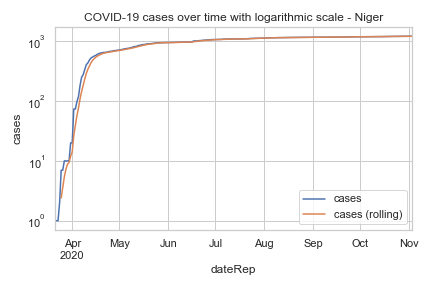 COVID-19 cases over time with logarithmic scale - Niger
10³
10²
10¹
10⁰
cases
cases
cases (rolling)
Apr May Jun Jul Aug Sep Oct Nov
2020
dateRep